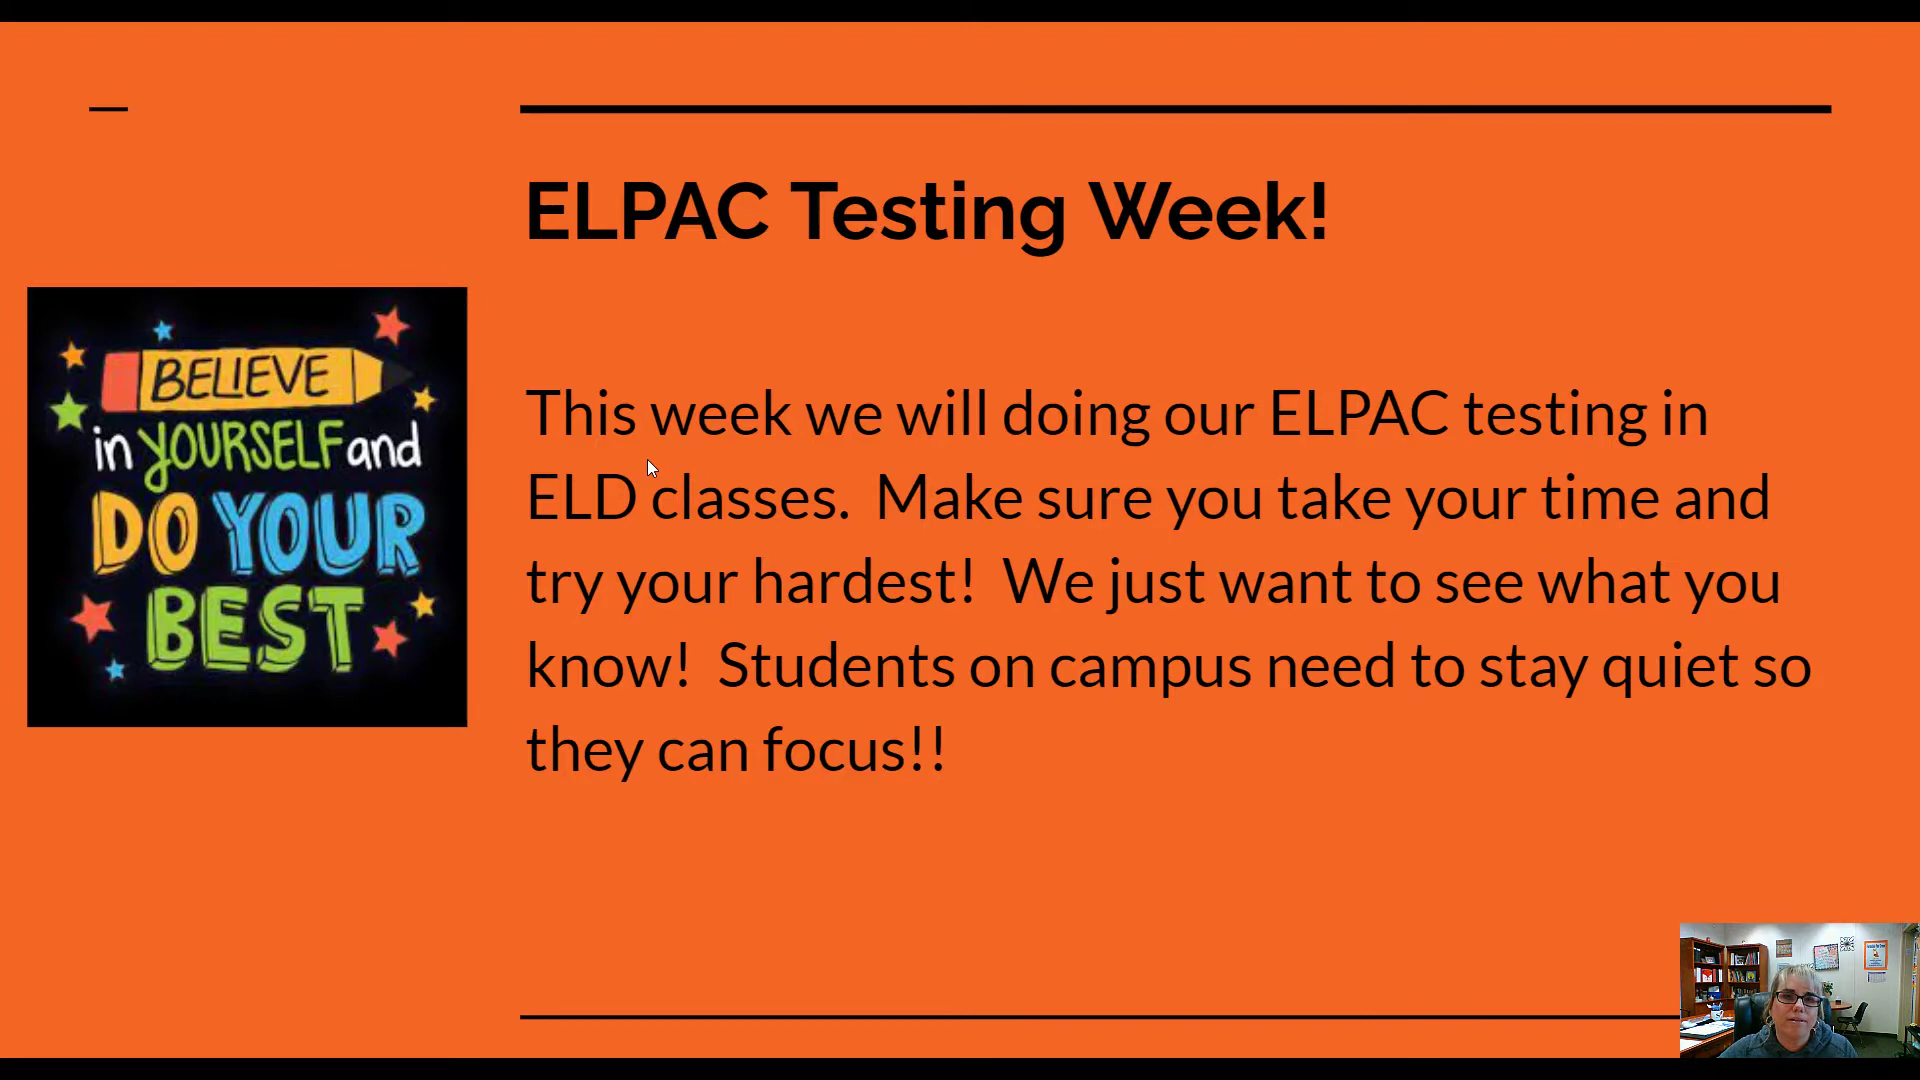 ELPAC Testing Week!
BELIEVE
in YOURSELF and
DO YOUR
BEST
This week we will doing our ELPAC testing in
ELD classes.  Make sure you take your time and
try your hardest!  We just want to see what you
know!  Students on campus need to stay quiet so
they can focus!!